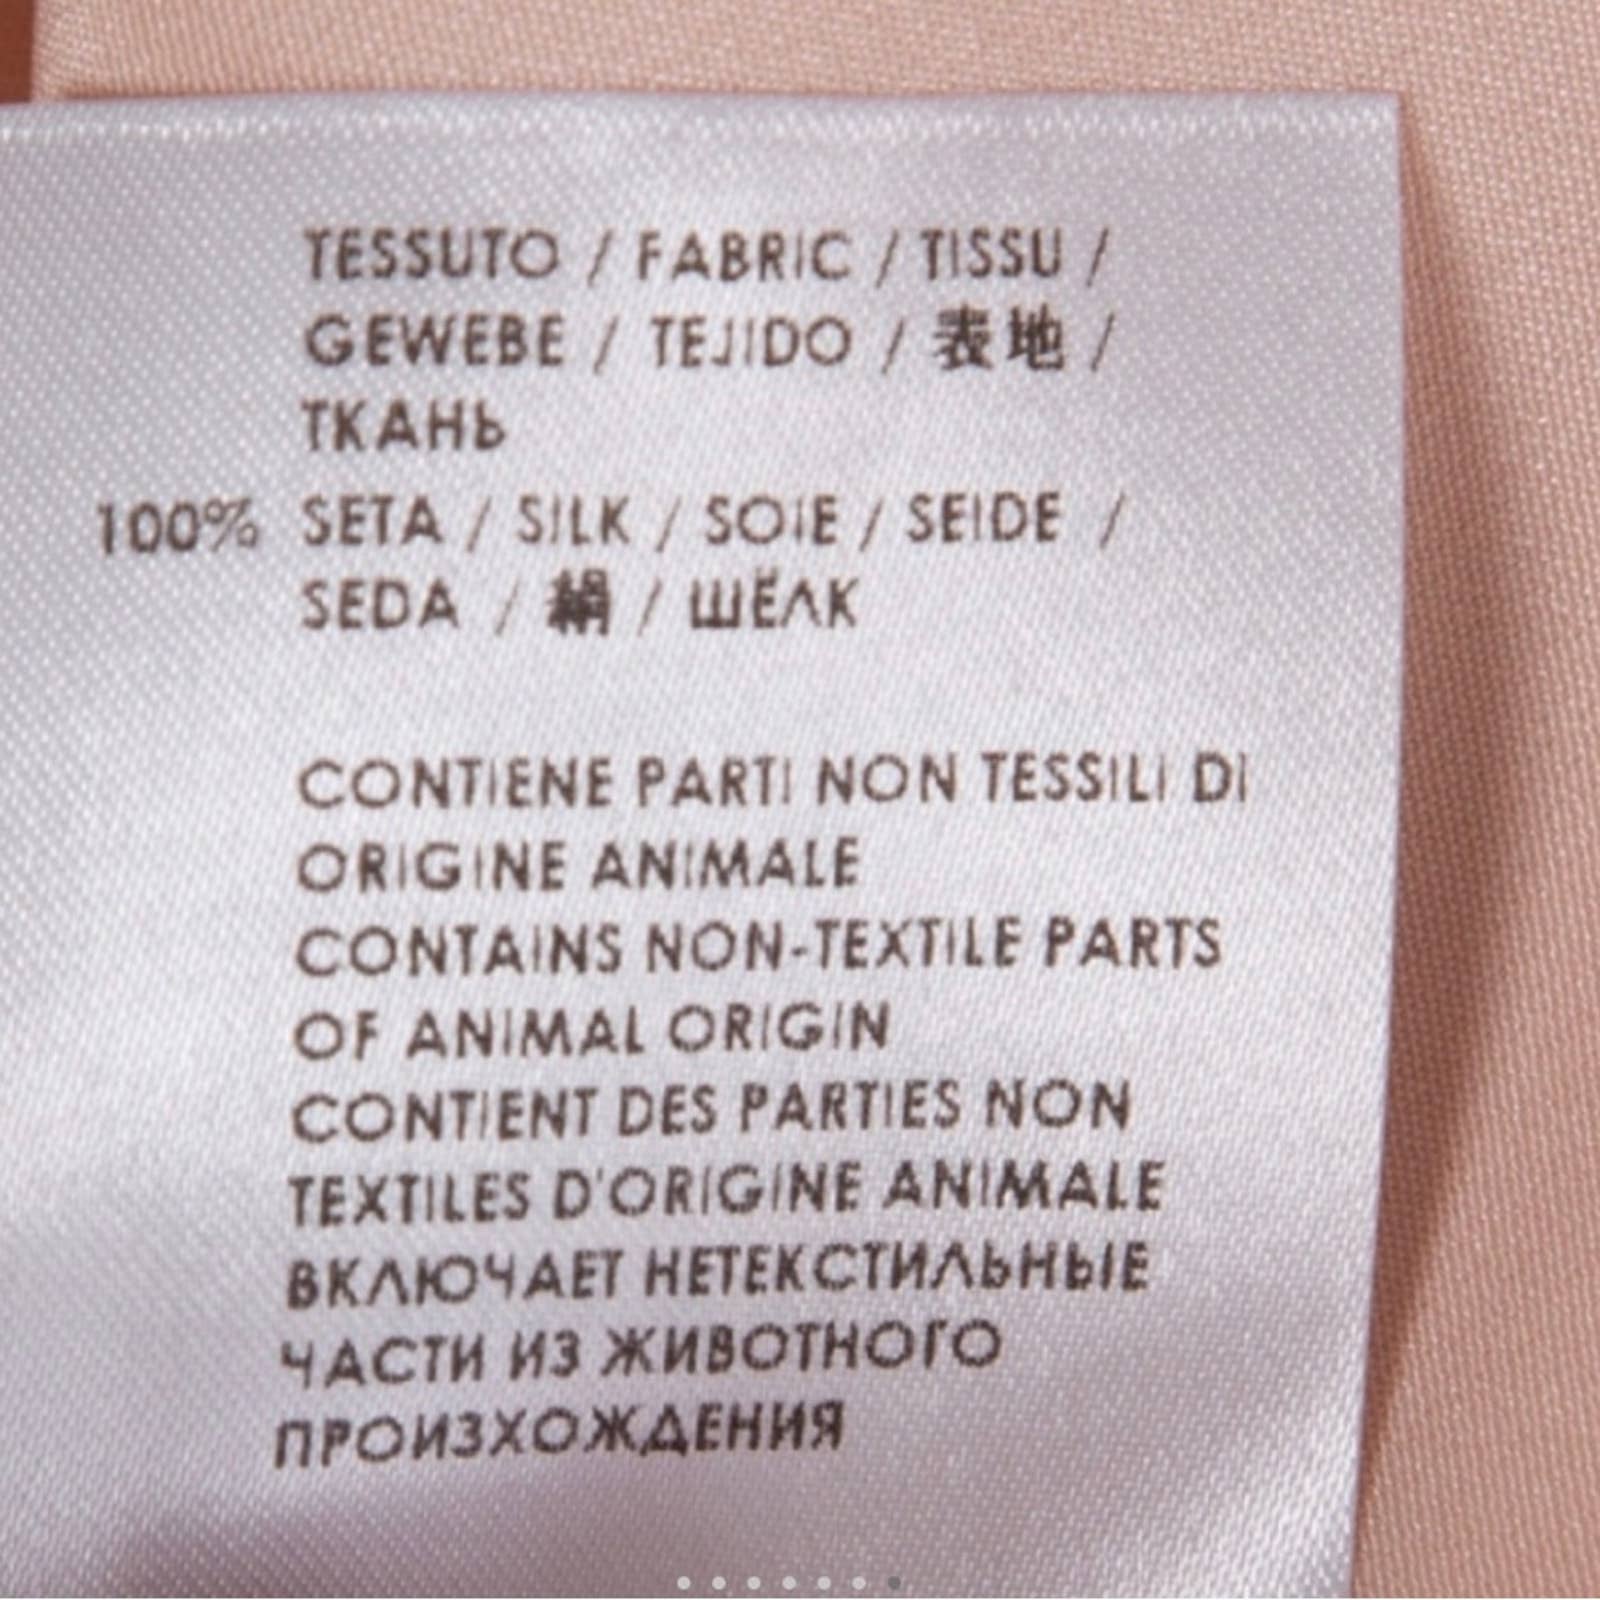 TESSUTO / FABRIC / TISSU /
GEWEBE / TEJIDO / 表地 /
ТКАНЬ
100% SETA / SILK / SOIE / SEIDE /
SEDA / 絹 / ШЁЛК
CONTIENE PARTI NON TESSILI DI
ORIGINE ANIMALE
CONTAINS NON-TEXTILE PARTS
OF ANIMAL ORIGIN
CONTIENT DES PARTIES NON
TEXTILES D'ORIGINE ANIMALE
ВКЛЮЧАЕТ НЕТЕКСТИЛЬНЫЕ
ЧАСТИ ИЗ ЖИВОТНОГО
ПРОИЗХОЖДЕНИЯ